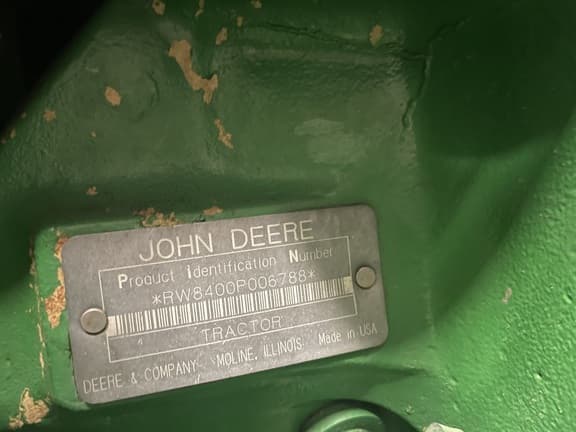 JOHN DEERE
Product Identification Number
*RW8400P006788*
TRACTOR
DEERE & COMPANY MOLINE, ILLINOIS Made in USA